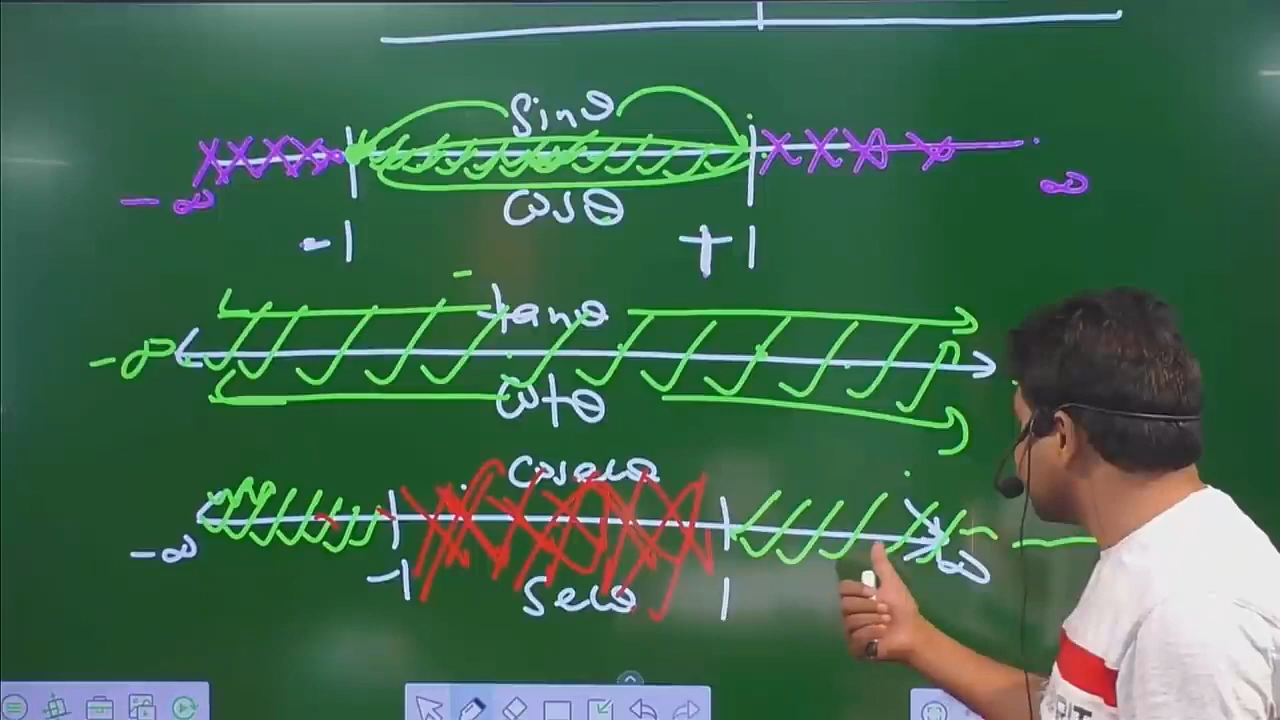 sinθ
-∞ ∞
cosθ
-1 +1
tanθ
-∞
cotθ
cosecθ
-∞ ∞
-1 secθ 1